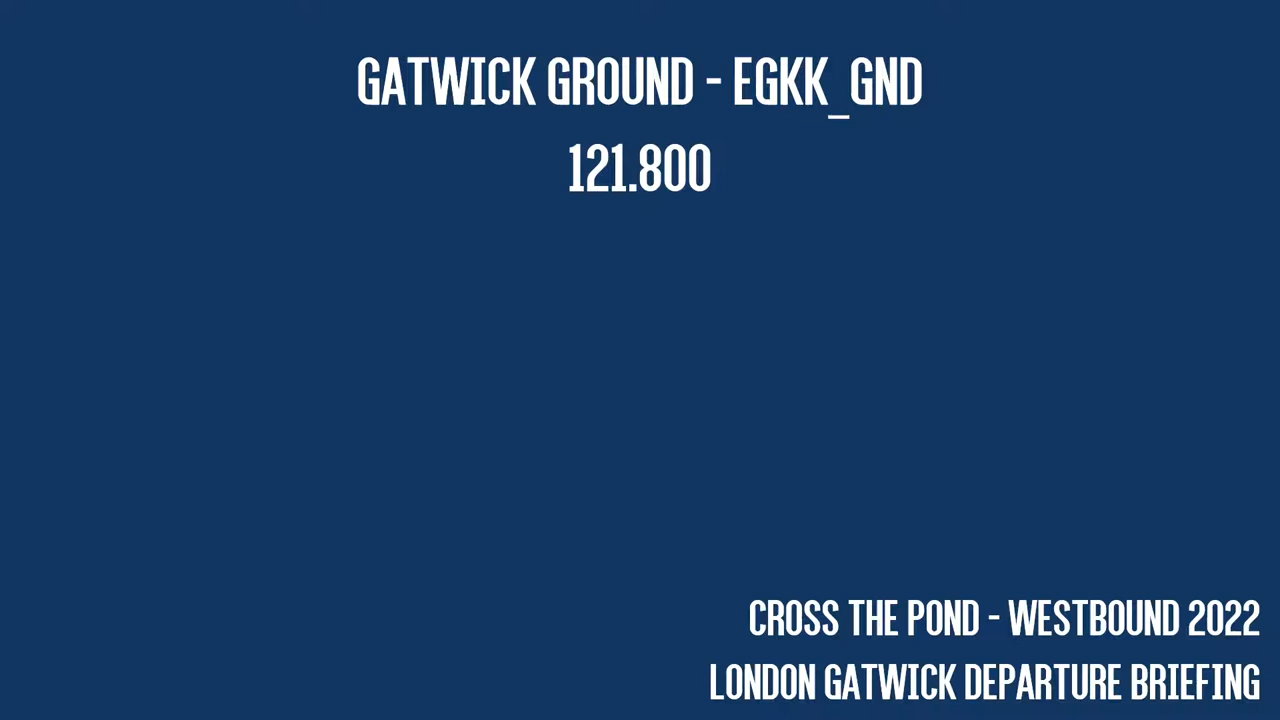 GATWICK GROUND - EGKK_GND
121.800
CROSS THE POND - WESTBOUND 2022
LONDON GATWICK DEPARTURE BRIEFING